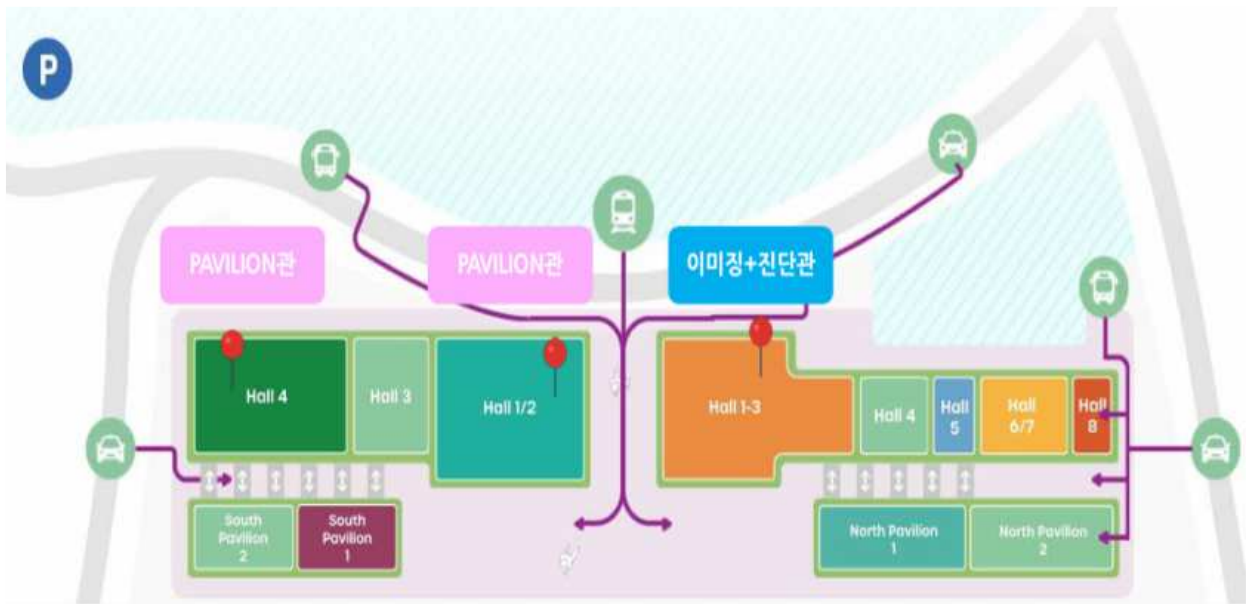 P
PAVILION관
PAVILION관
이미징+진단관
Hall 4
Hall 3
Hall 1/2
Hall 1-3
Hall 4
Hall
5
Hall
6/7
Hall
8
South
Pavilion
2
South
Pavilion
1
North Pavilion
1
North Pavilion
2